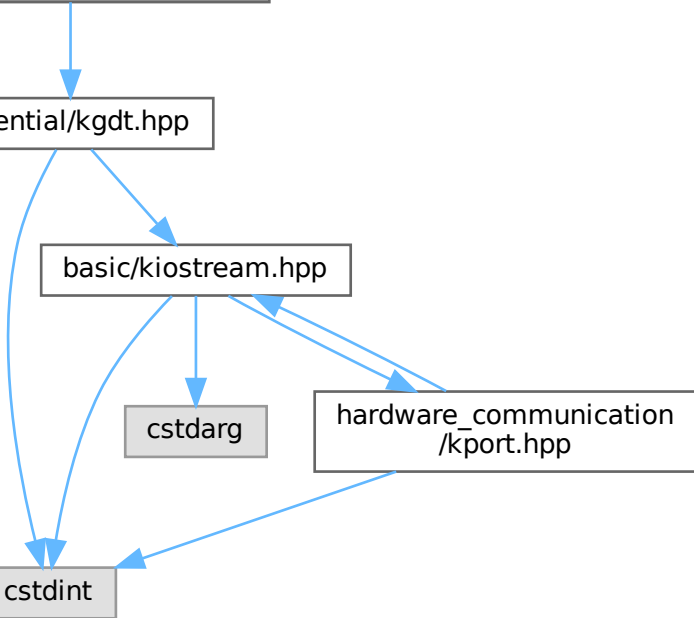 ential/kgdt.hpp
basic/kiostream.hpp
hardware_communication
/kport.hpp
cstdarg
cstdint